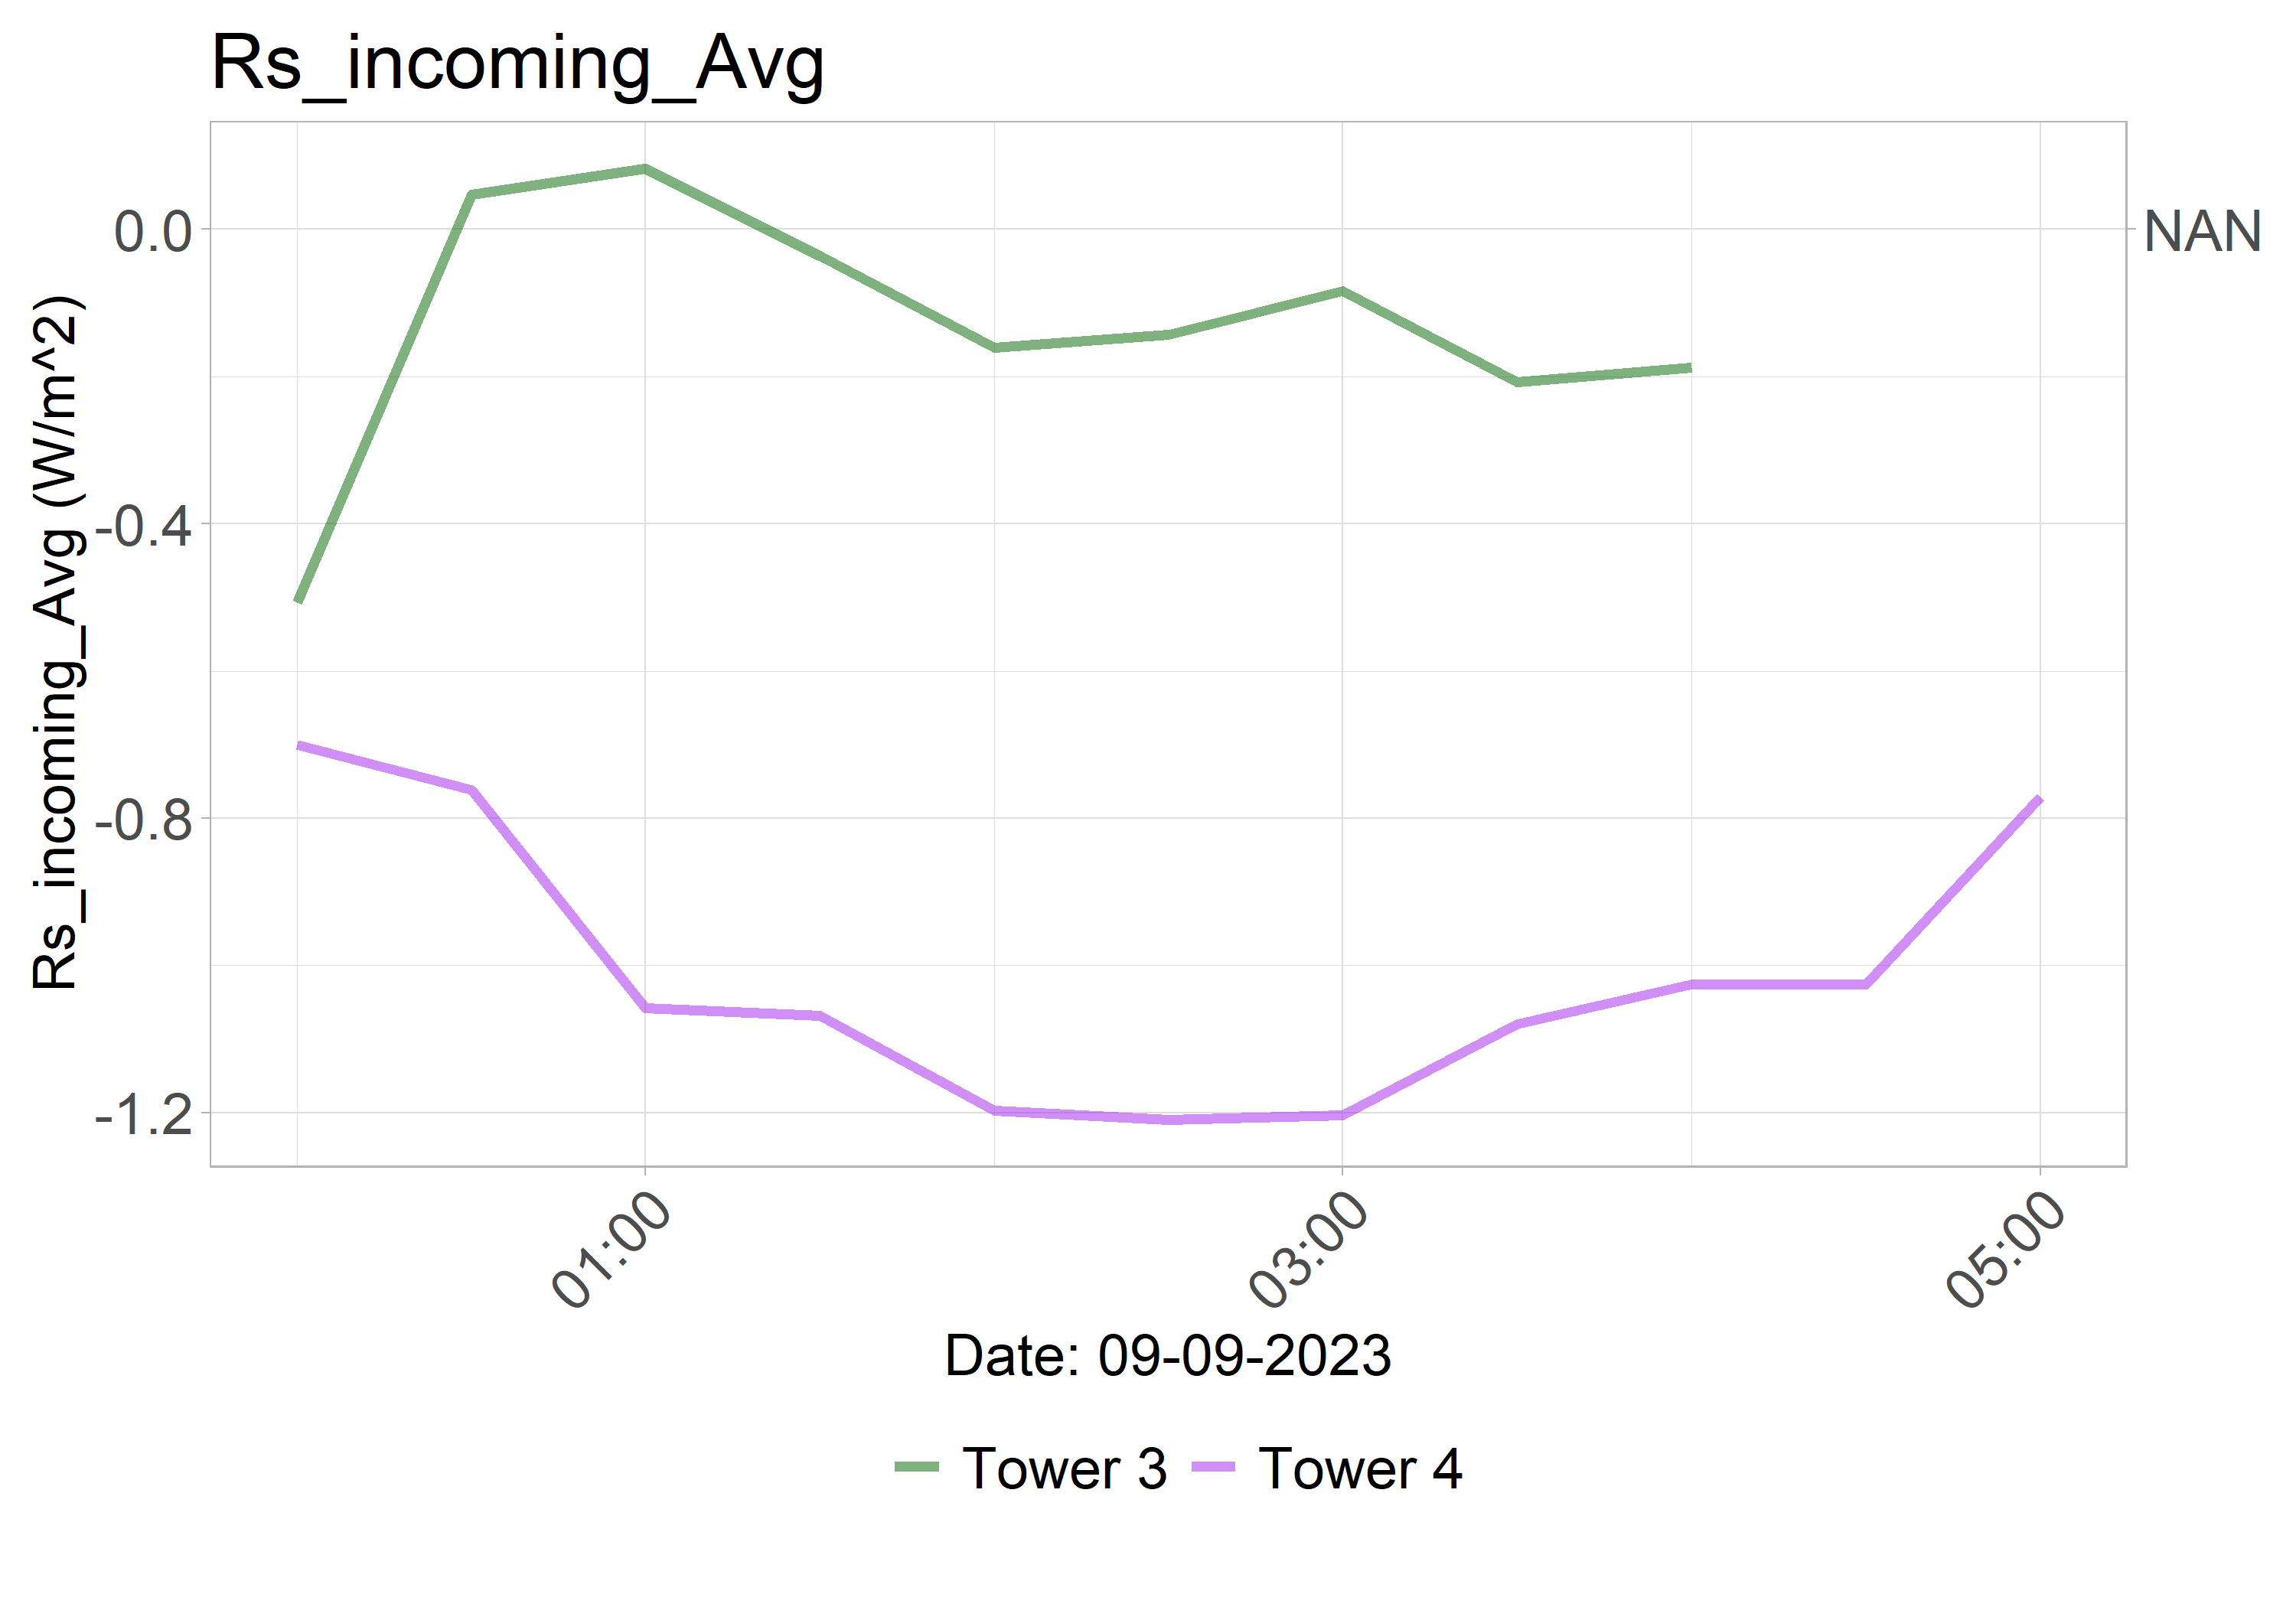 Rs_incoming_Avg
Rs_incoming_Avg (W/m^2)
0.0
-0.4
-0.8
-1.2
NAN
01:00
03:00
05:00
Date: 09-09-2023
Tower 3
Tower 4